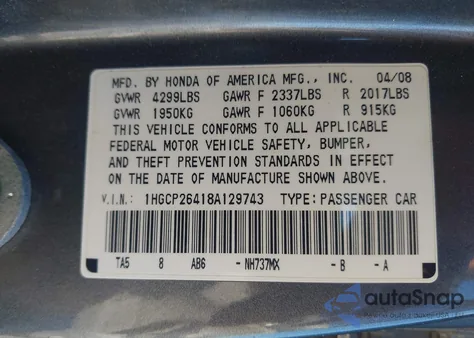 MFD. BY HONDA OF AMERICA MFG., INC. 04/08
GVWR 4299LBS GAWR F 2337LBS R 2017LBS
GVWR 1950KG GAWR F 1060KG R 915KG
THIS VEHICLE CONFORMS TO ALL APPLICABLE
FEDERAL MOTOR VEHICLE SAFETY, BUMPER,
AND THEFT PREVENTION STANDARDS IN EFFECT
ON THE DATE OF MANUFACTURE SHOWN ABOVE.
V.I.N.: 1HGCP26418A129743 TYPE: PASSENGER CAR
TA5 8 AB6 -NH737MX -B -A
autoSnap